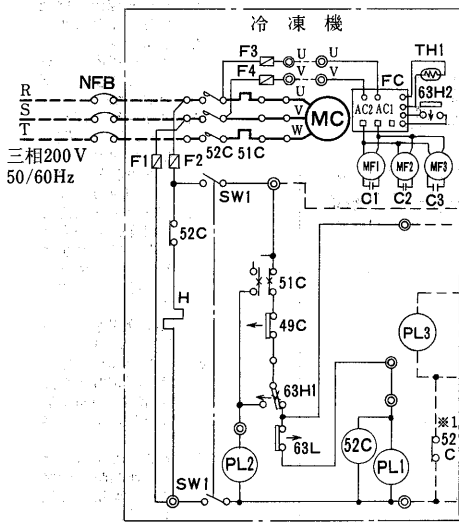 冷凍機
F3 U U
F4 V V
TH1
FC
63H2
NFB
R
S
T
U
V
W
MC
AC2 AC1
三相200V
50/60Hz
F1 F2
52C 51C
MF1 MF2 MF3
C1 C2 C3
SW1
52C
51C
H
49C
PL3
63H1
※1
52
C
63L
52C
PL2
PL1
SW1